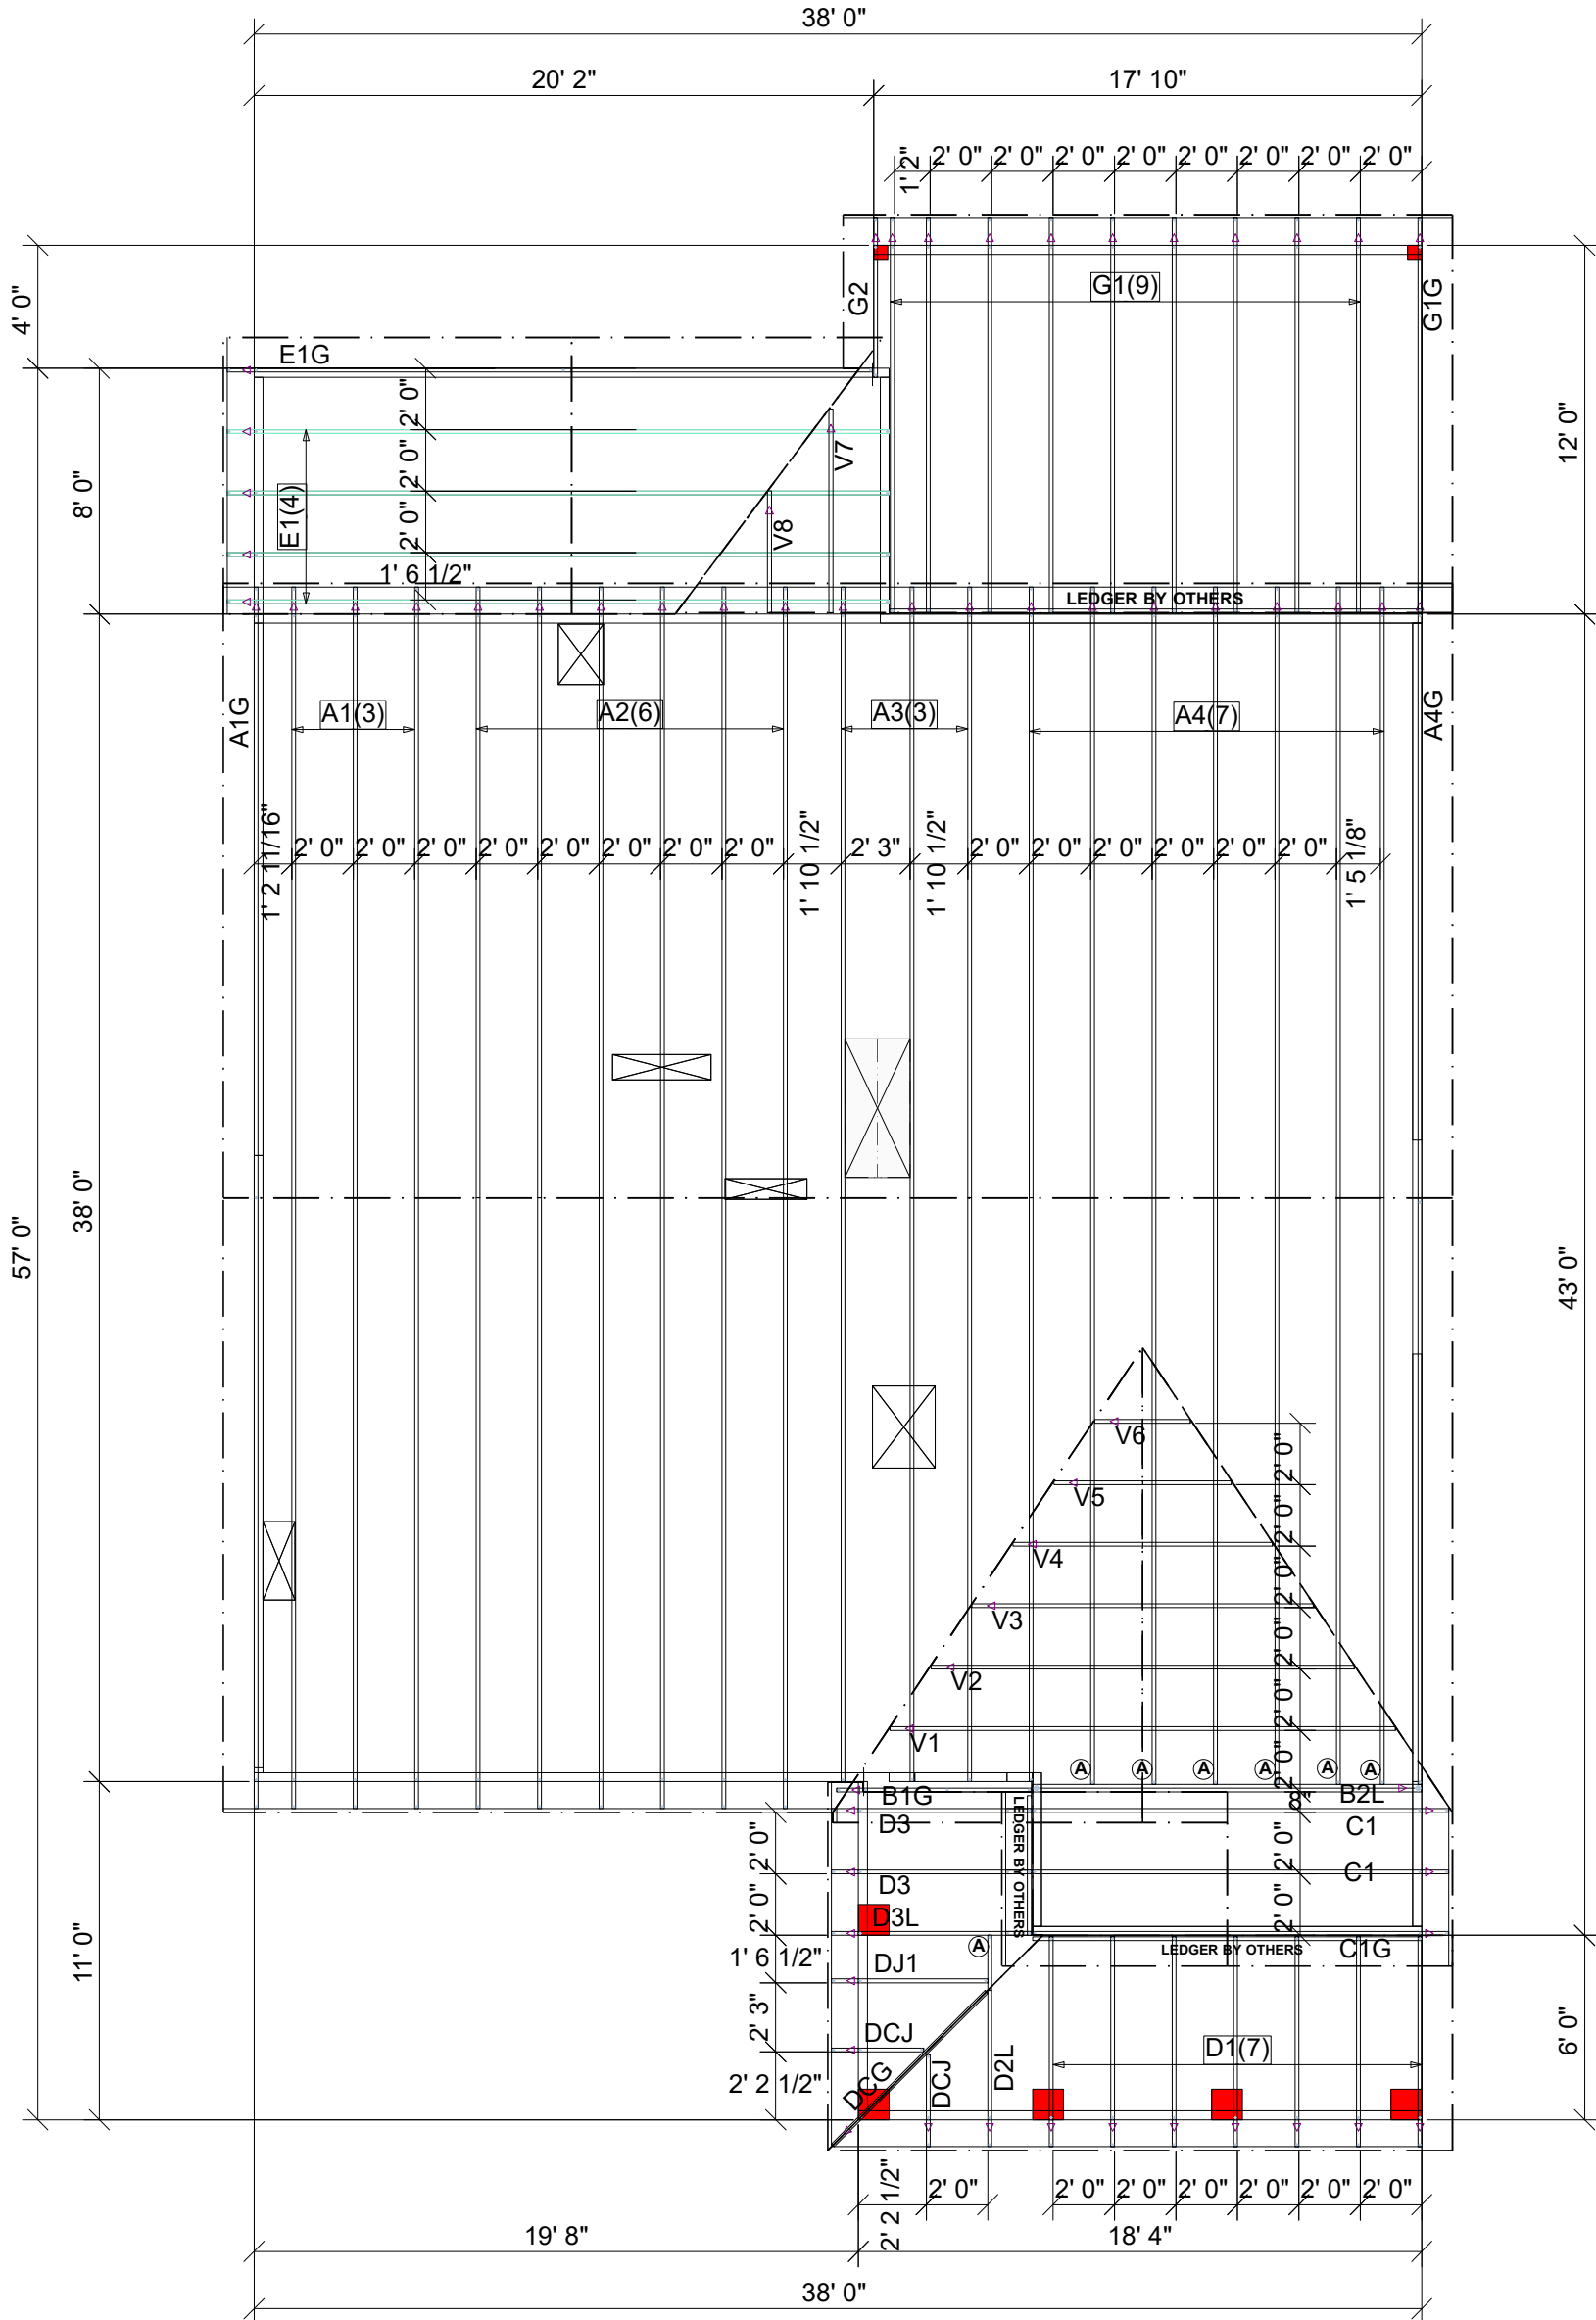 38' 0"
20' 2" 17' 10"
1' 2" 2' 0" 2' 0" 2' 0" 2' 0" 2' 0" 2' 0" 2' 0" 2' 0"
4' 0"
G2
G1(9)
G1G
12' 0"
E1G
8' 0"
E1(4)
2' 0"
2' 0"
2' 0"
1' 6 1/2"
V7
V8
LEDGER BY OTHERS
A1G
A1(3) A2(6) A3(3) A4(7)
A4G
1' 2 11/16" 2' 0" 2' 0" 2' 0" 2' 0" 2' 0" 2' 0" 2' 0" 2' 0" 1' 10 1/2" 2' 3" 1' 10 1/2" 2' 0" 2' 0" 2' 0" 2' 0" 2' 0" 2' 0" 1' 5 1/8"
57' 0"
38' 0"
43' 0"
V6
2' 0"
V5
2' 0"
V4
2' 0"
V3
2' 0"
V2
2' 0"
V1
2' 0"
A A A A A A
B1G B2L
8"
D3 C1
LEDGER BY OTHERS
2' 0" 2' 0"
D3 C1
2' 0" 2' 0"
D3L
A
LEDGER BY OTHERS
C1G
11' 0"
1' 6 1/2"
DJ1
2' 3"
DCJ
2' 2 1/2"
DCG
DCJ
D2L
D1(7)
6' 0"
2' 2 1/2" 2' 0" 2' 0" 2' 0" 2' 0" 2' 0" 2' 0" 2' 0"
19' 8" 18' 4"
38' 0"